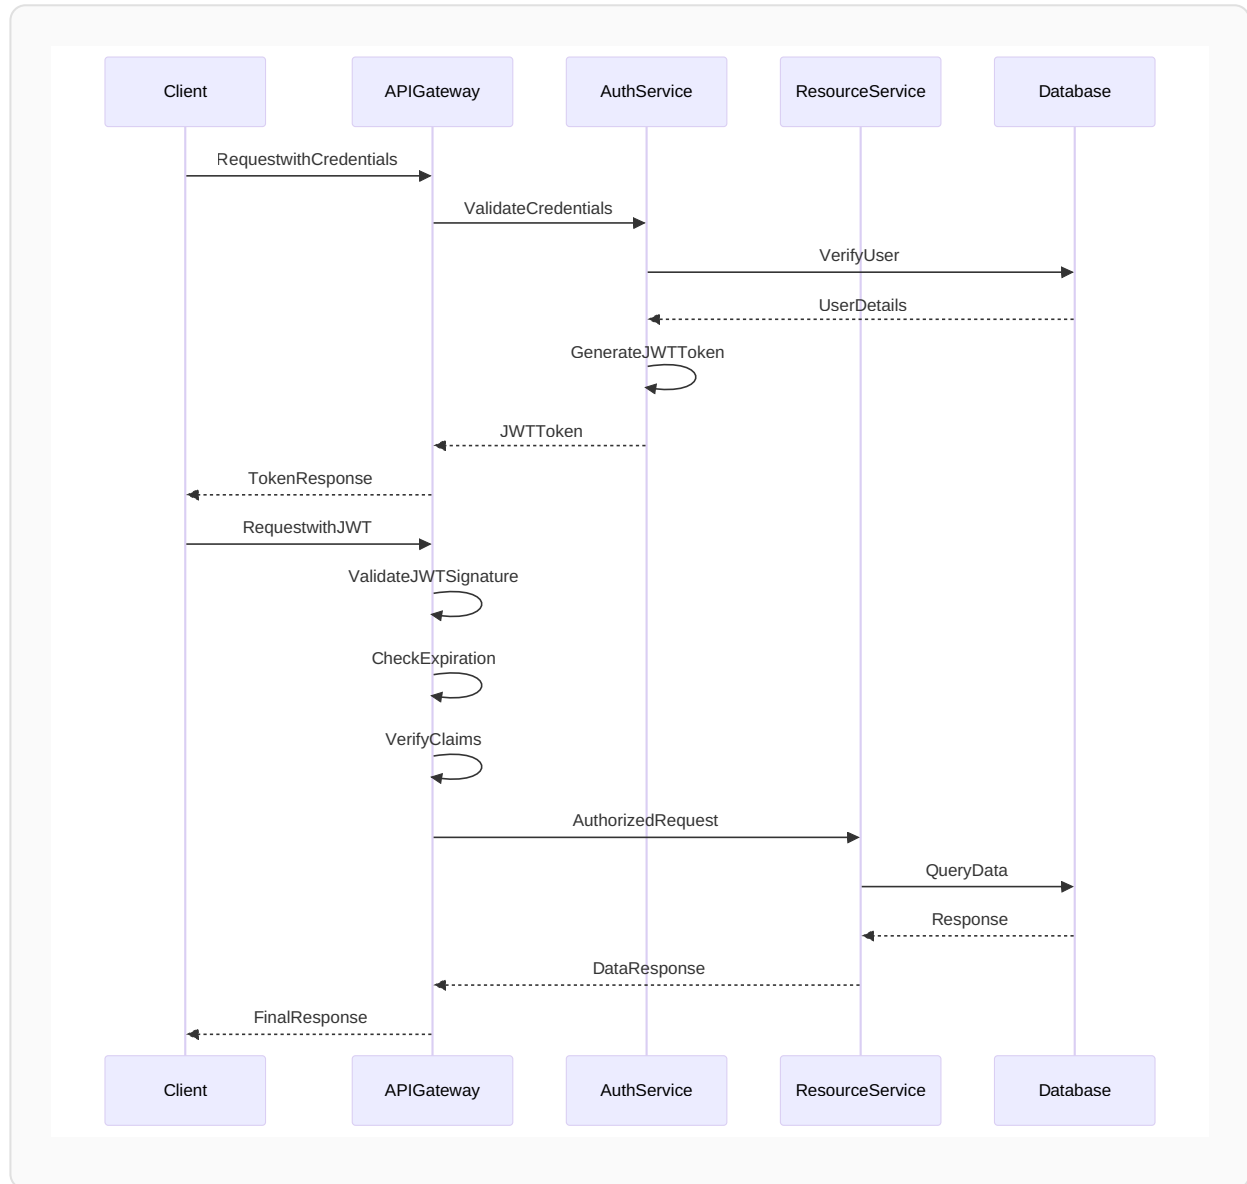 Client
APIGateway
AuthService
ResourceService
Database
RequestwithCredentials
ValidateCredentials
VerifyUser
UserDetails
GenerateJWTToken
JWTToken
TokenResponse
RequestwithJWT
ValidateJWTSignature
CheckExpiration
VerifyClaims
AuthorizedRequest
QueryData
Response
DataResponse
FinalResponse
Client
APIGateway
AuthService
ResourceService
Database